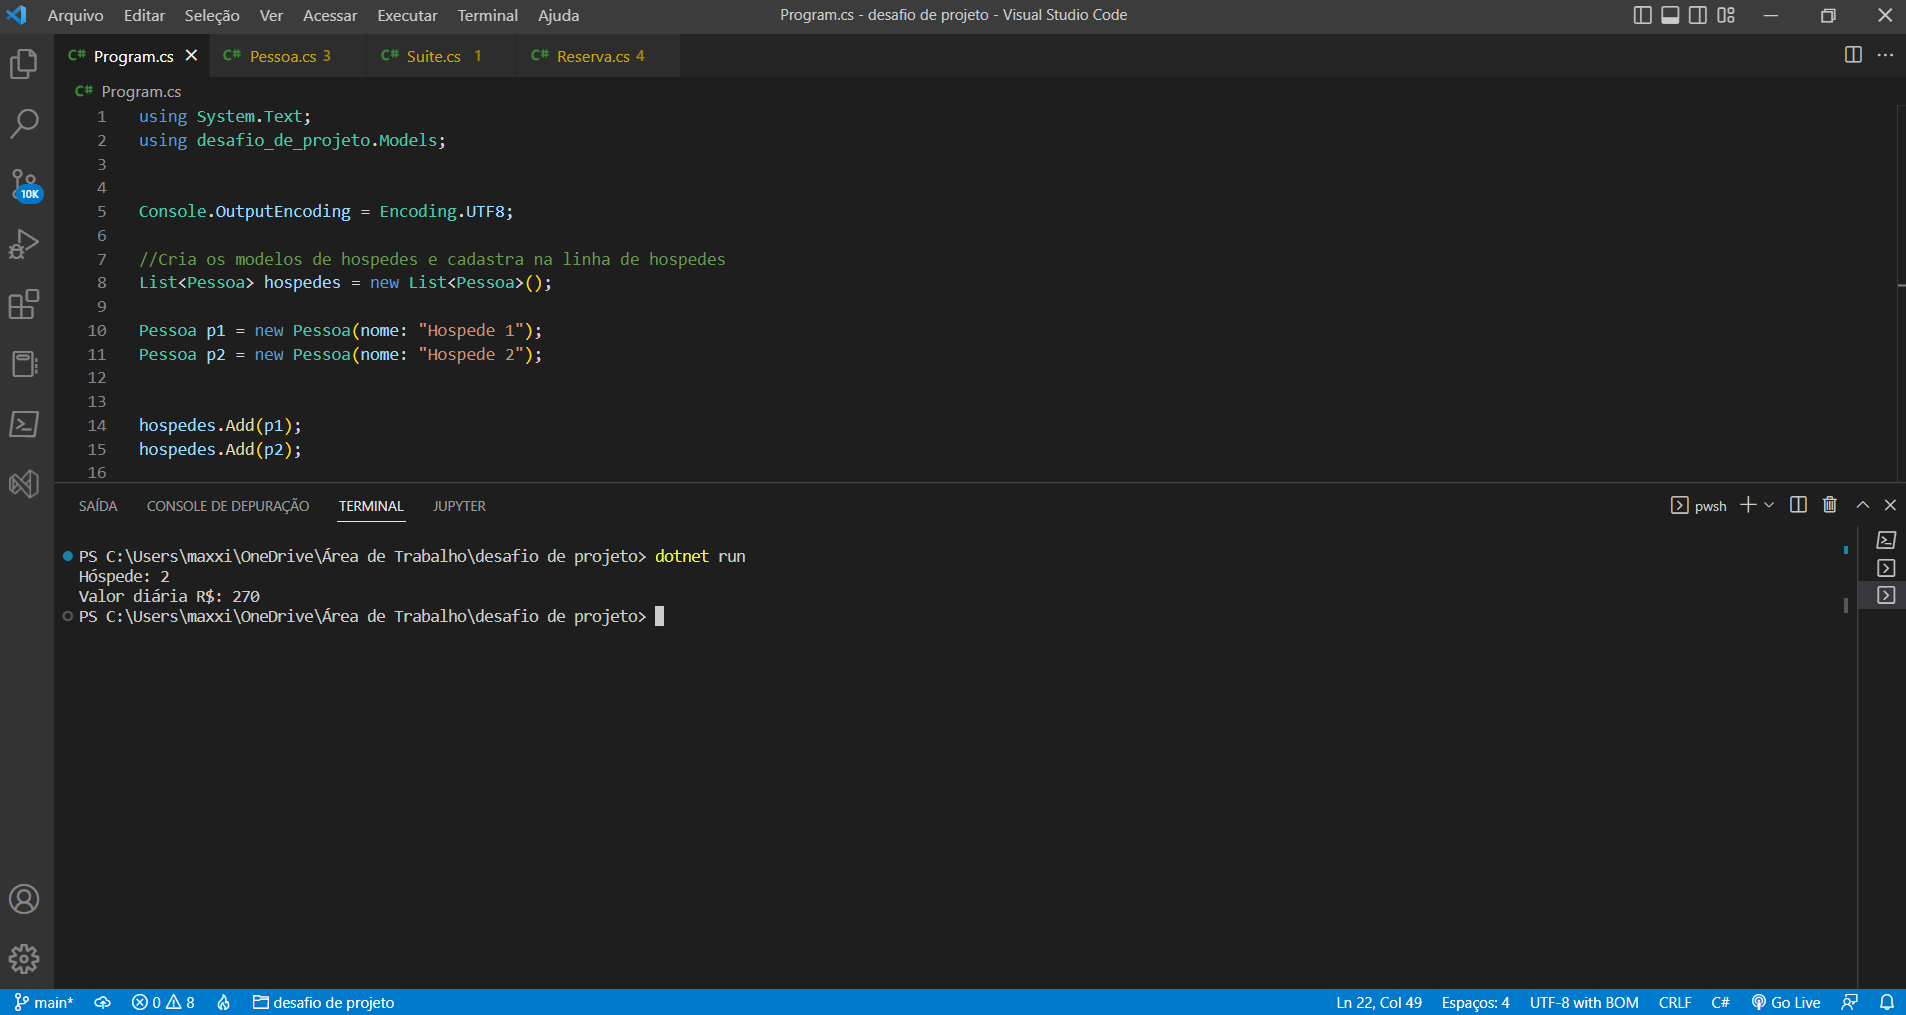 Arquivo Editar Seleção Ver Acessar Executar Terminal Ajuda Program.cs - desafio de projeto - Visual Studio Code
C# Program.cs C# Pessoa.cs 3 C# Suite.cs 1 C# Reserva.cs 4
C# Program.cs
1 using System.Text;
2 using desafio_de_projeto.Models;
3
4
5 Console.OutputEncoding = Encoding.UTF8;
6
7 //Cria os modelos de hospedes e cadastra na linha de hospedes
8 List<Pessoa> hospedes = new List<Pessoa>();
9
10 Pessoa p1 = new Pessoa(nome: "Hospede 1");
11 Pessoa p2 = new Pessoa(nome: "Hospede 2");
12
13
14 hospedes.Add(p1);
15 hospedes.Add(p2);
16
10K
SAÍDA CONSOLE DE DEPURAÇÃO TERMINAL JUPYTER pwsh
PS C:\Users\maxxi\OneDrive\Área de Trabalho\desafio de projeto> dotnet run
Hóspede: 2
Valor diária R$: 270
PS C:\Users\maxxi\OneDrive\Área de Trabalho\desafio de projeto>
main* 0 8 desafio de projeto Ln 22, Col 49 Espaços: 4 UTF-8 with BOM CRLF C# Go Live